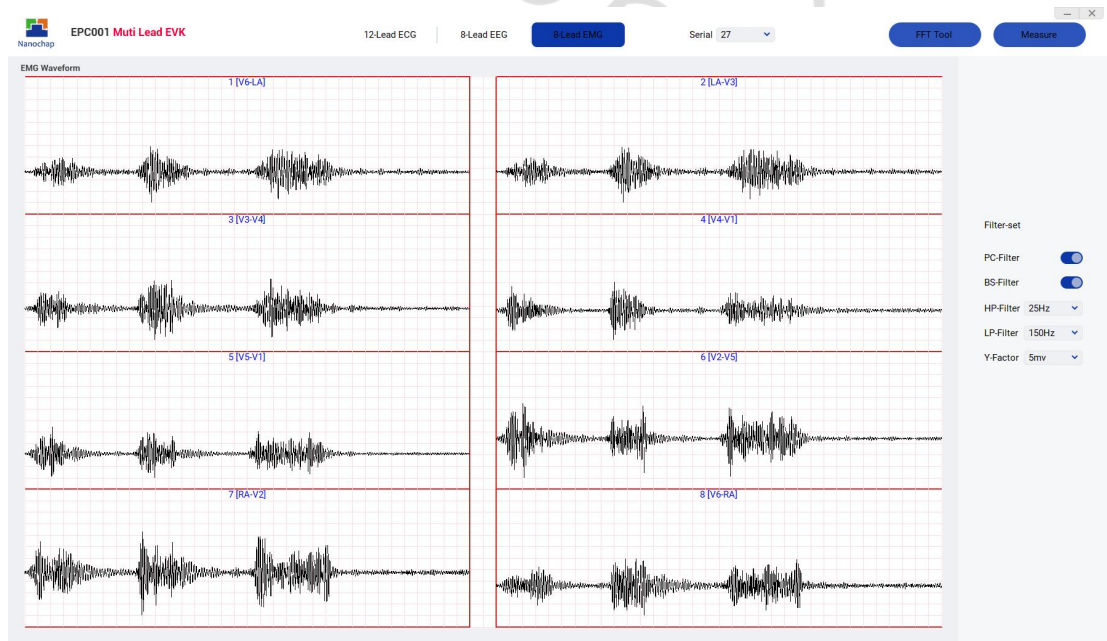 Nanochap
EPC001 Muti Lead EVK
12-Lead ECG
8-Lead EEG
8-Lead EMG
Serial 27
FFT Tool
Measure
EMG Waveform
1 [V6-LA]
2 [LA-V3]
3 [V3-V4]
4 [V4-V1]
5 [V5-V1]
6 [V2-V5]
7 [RA-V2]
8 [V6-RA]
Filter-set
PC-Filter
BS-Filter
HP-Filter 25Hz
LP-Filter 150Hz
Y-Factor 5mv